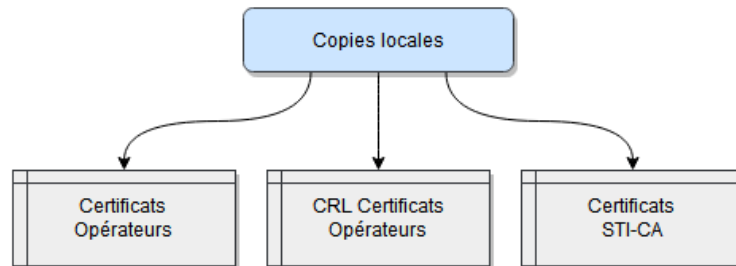 Copies locales
Certificats
Opérateurs
CRL Certificats
Opérateurs
Certificats
STI-CA